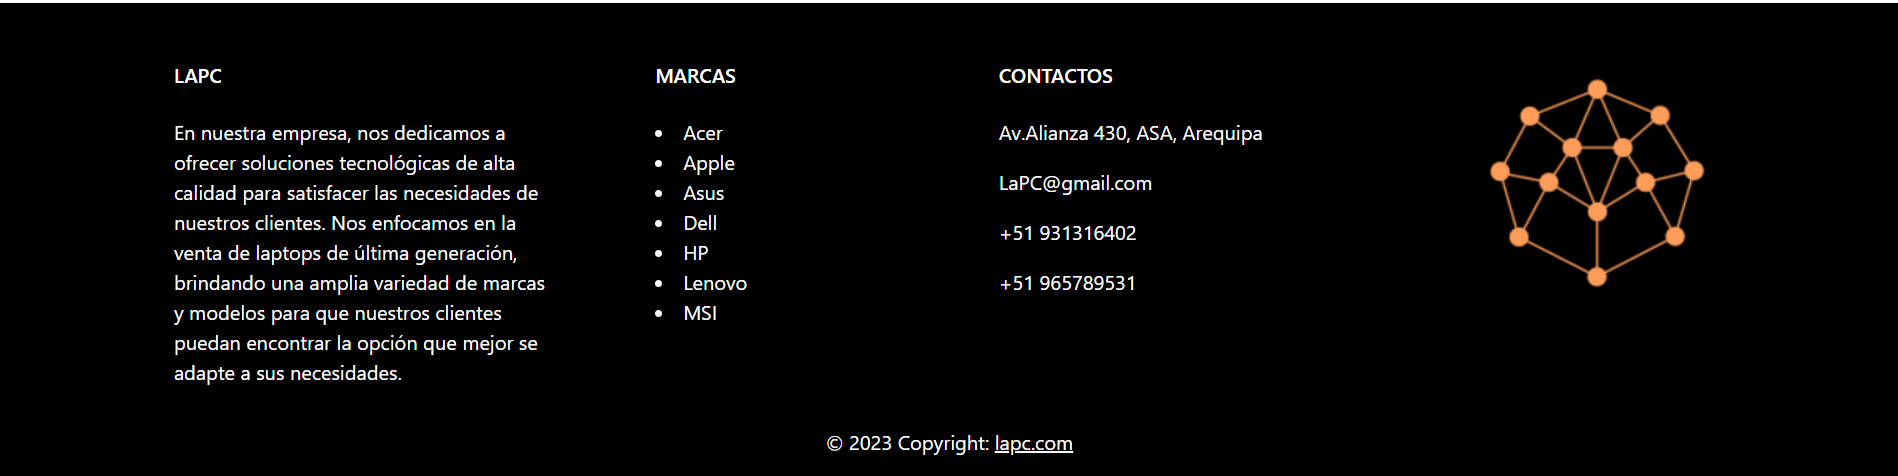 LAPC
En nuestra empresa, nos dedicamos a
ofrecer soluciones tecnológicas de alta
calidad para satisfacer las necesidades de
nuestros clientes. Nos enfocamos en la
venta de laptops de última generación,
brindando una amplia variedad de marcas
y modelos para que nuestros clientes
puedan encontrar la opción que mejor se
adapte a sus necesidades.
MARCAS
• Acer
• Apple
• Asus
• Dell
• HP
• Lenovo
• MSI
CONTACTOS
Av.Alianza 430, ASA, Arequipa
LaPC@gmail.com
+51 931316402
+51 965789531
© 2023 Copyright: lapc.com